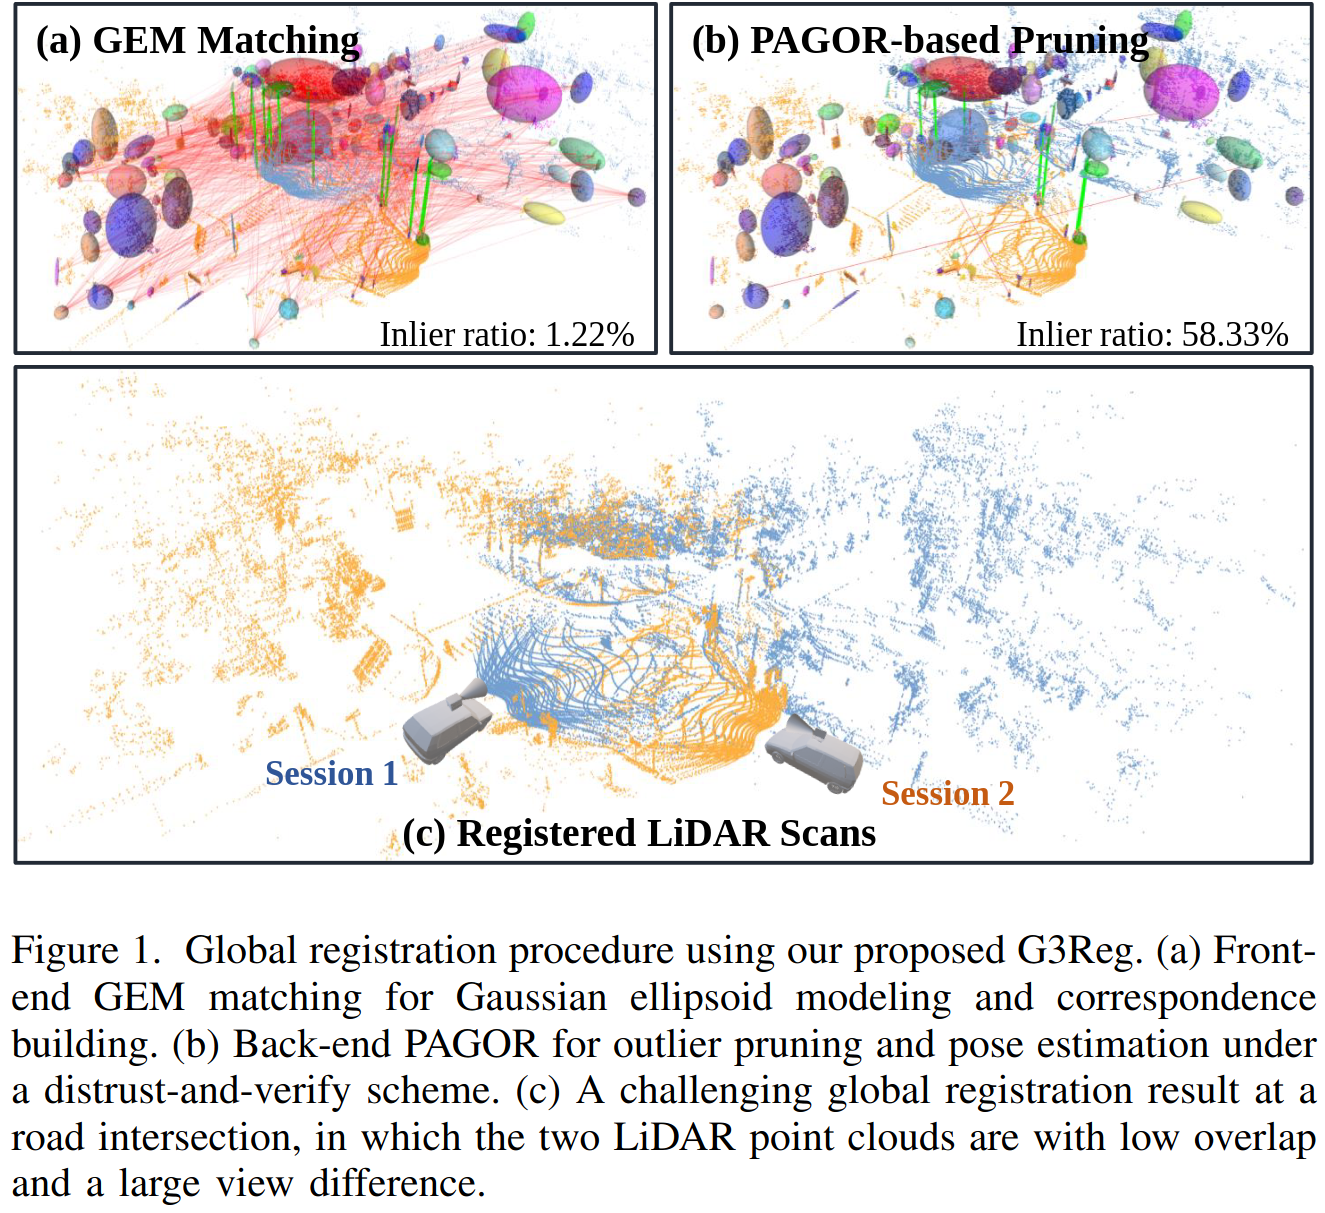 (a) GEM Matching
Inlier ratio: 1.22%
(b) PAGOR-based Pruning
Inlier ratio: 58.33%
Session 1
Session 2
(c) Registered LiDAR Scans
Figure 1. Global registration procedure using our proposed G3Reg. (a) Front-
end GEM matching for Gaussian ellipsoid modeling and correspondence
building. (b) Back-end PAGOR for outlier pruning and pose estimation under
a distrust-and-verify scheme. (c) A challenging global registration result at a
road intersection, in which the two LiDAR point clouds are with low overlap
and a large view difference.